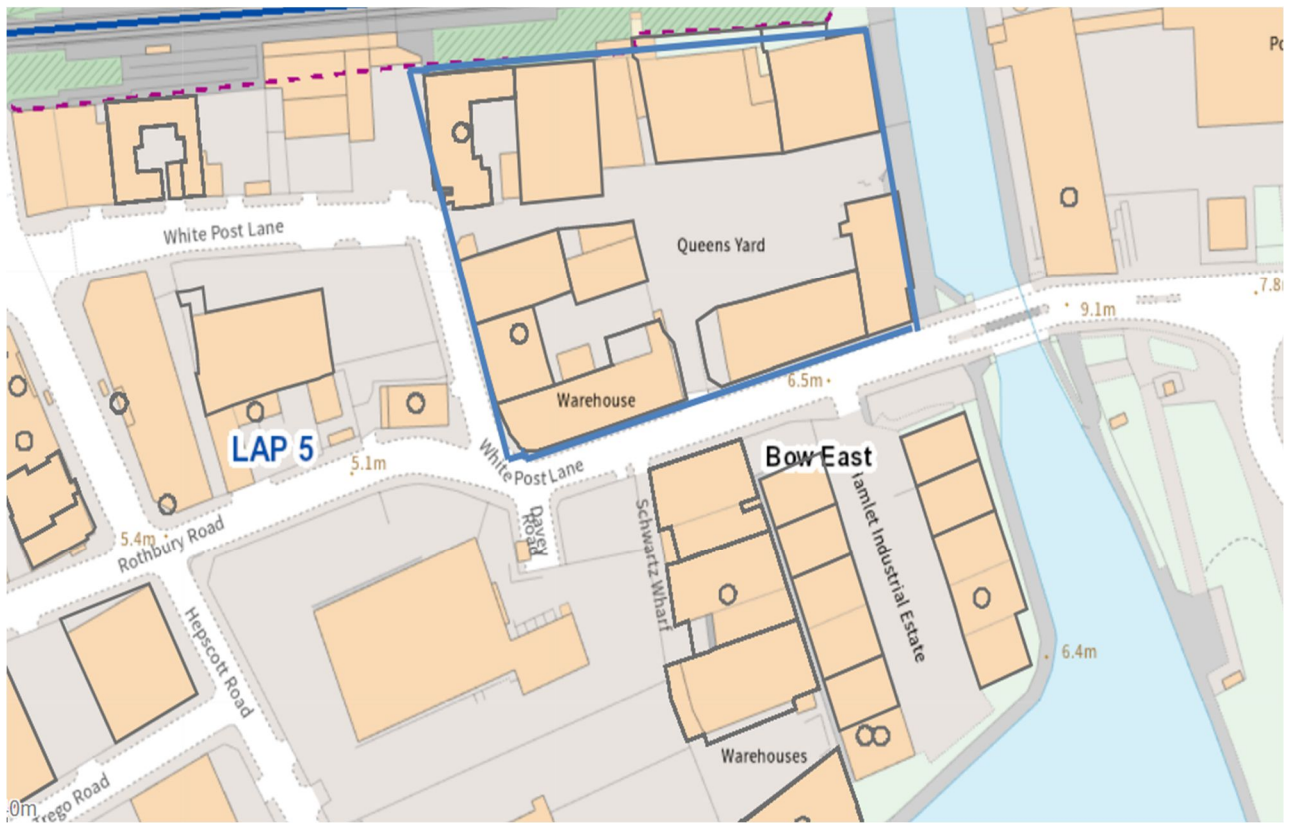 Po
White Post Lane
Queens Yard
7.8
9.1m
6.5m
Warehouse
LAP 5
5.1m
White Post Lane
Bow East
5.4m
Rothbury Road
Davey
Road
Schwartz Wharf
Hamlet Industrial Estate
Hepscott Road
6.4m
Warehouses
Trego Road
0m